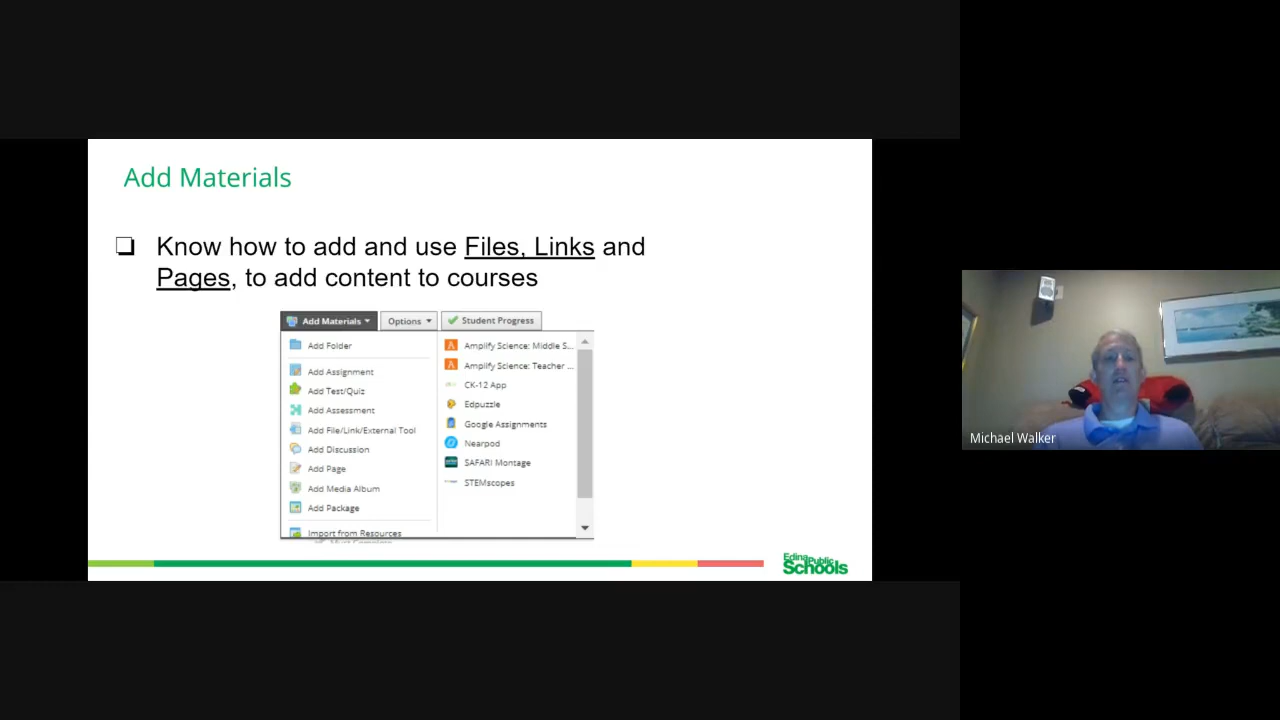 Add Materials
❏ Know how to add and use Files, Links and
Pages, to add content to courses
Add Materials Options Student Progress
Add Folder
Add Assignment
Add Test/Quiz
Add Assessment
Add File/Link/External Tool
Add Discussion
Add Page
Add Media Album
Add Package
Import from Resources
Amplify Science: Middle S...
Amplify Science: Teacher ...
CK-12 App
Edpuzzle
Google Assignments
Nearpod
SAFARI Montage
STEMscopes
Edina Public
Schools
Michael Walker